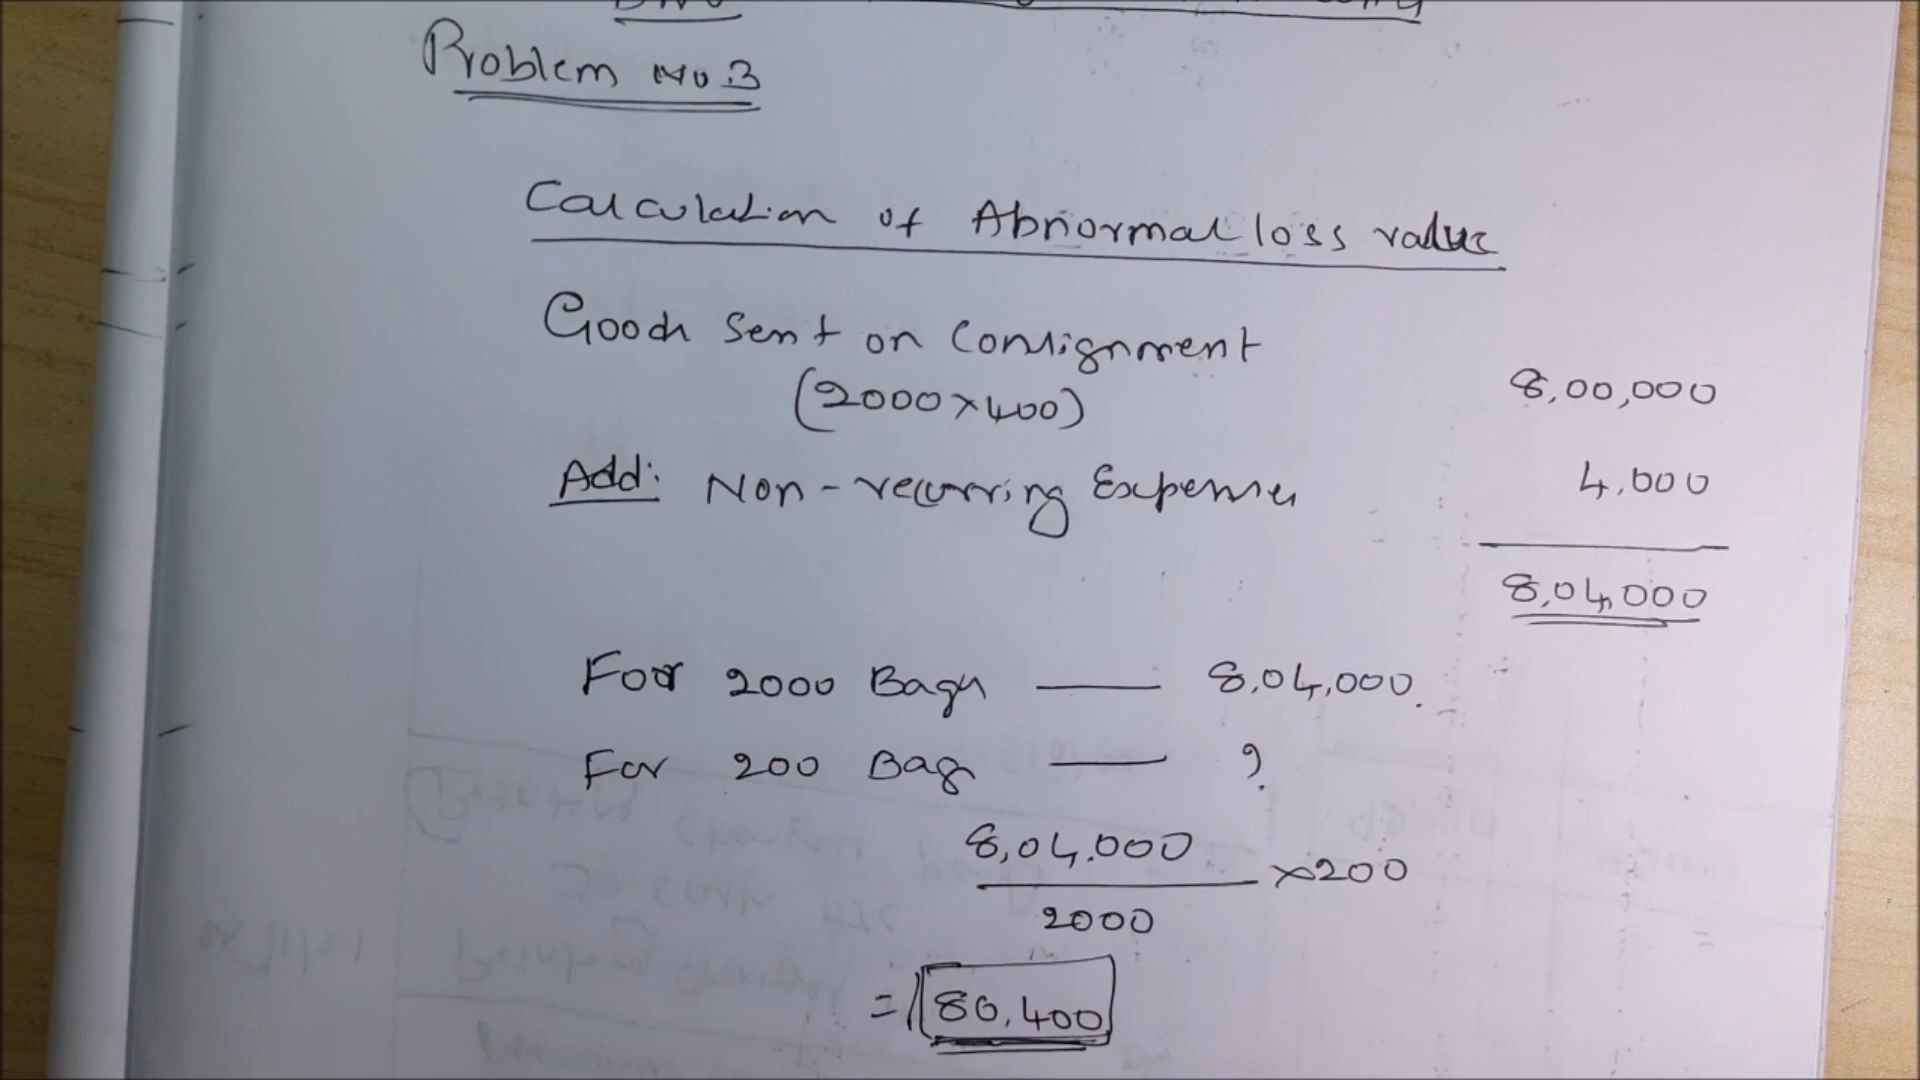 Problem No 3
Calculation of Abnormal loss value
Goods Sent on Consignment
(2000×400) 8,00,000
Add: Non-recurring Expenses 4,000
8,04,000
For 2000 Bags — 8,04,000.
For 200 Bags — ?
8,04,000
×200
2000
= 80,400